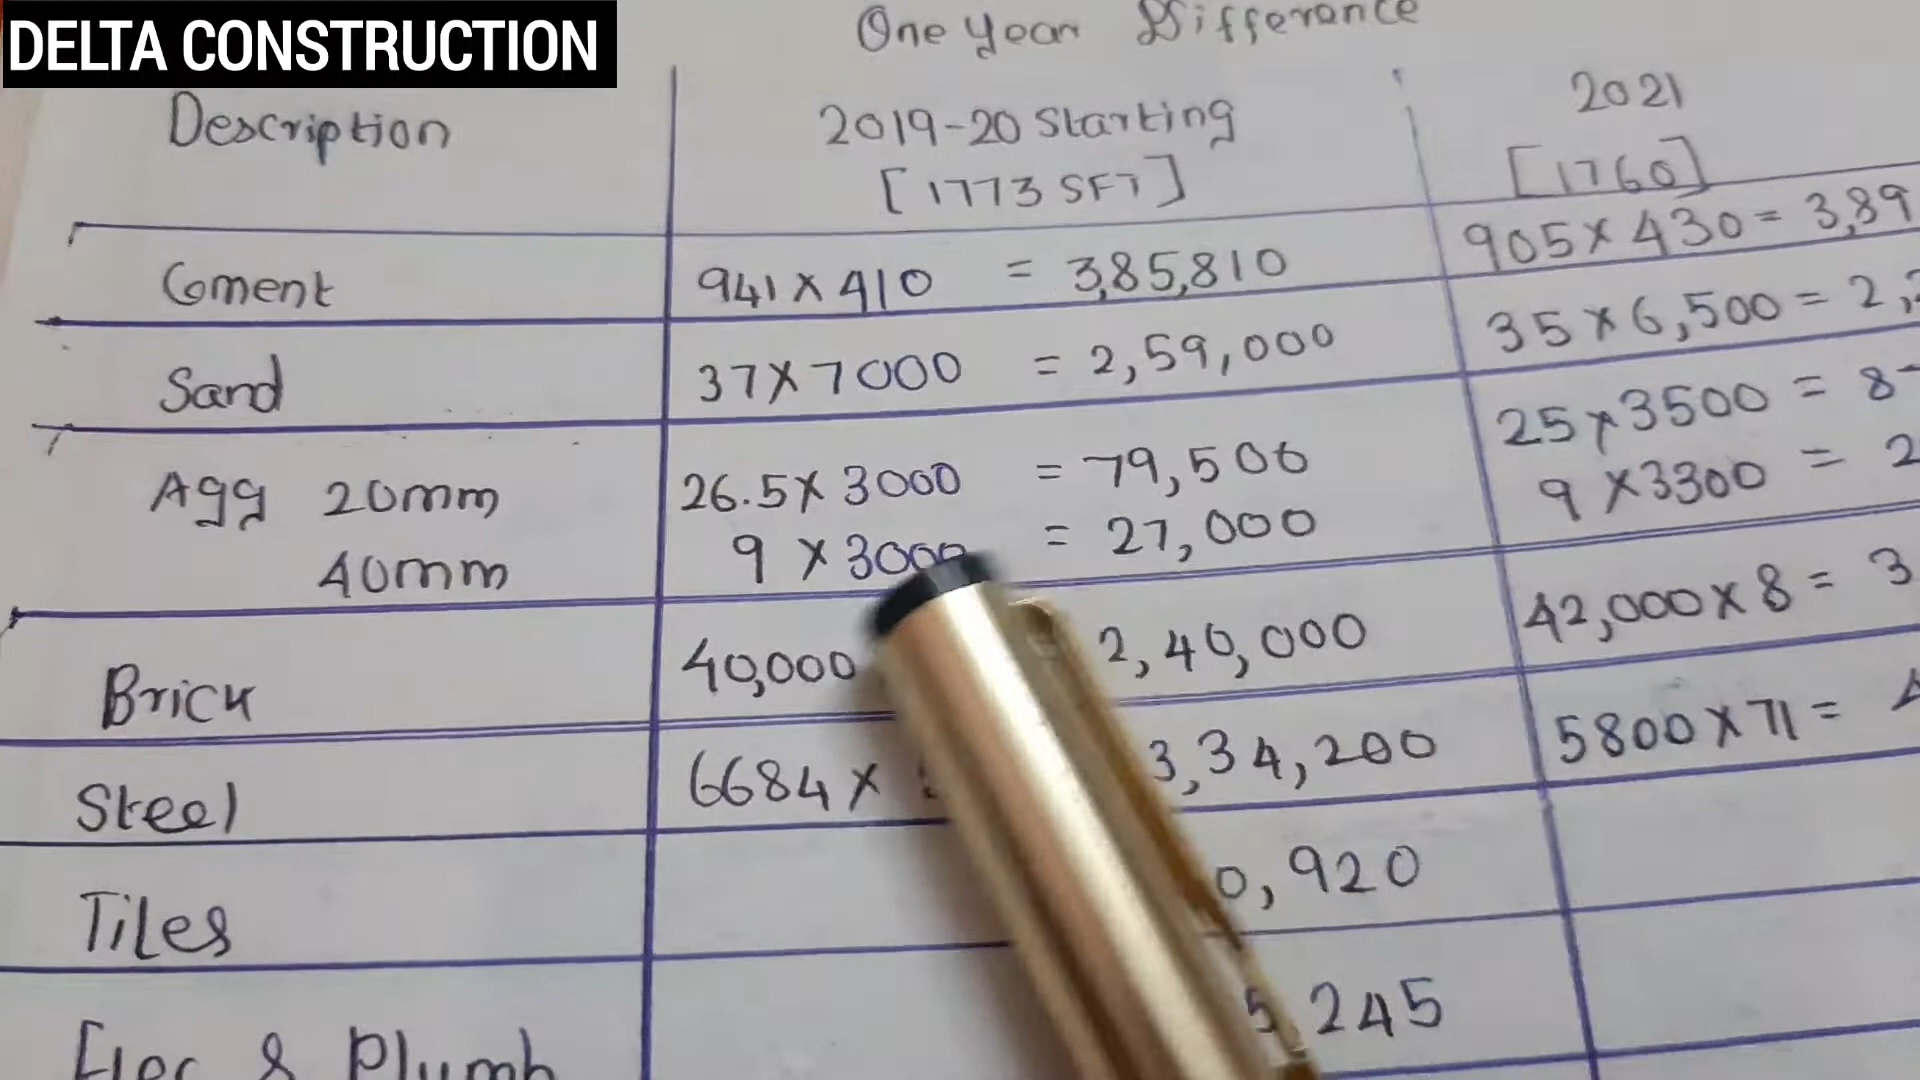 DELTA CONSTRUCTION
One Year Difference
Description 2019-20 Starting 2021
[1773 SFT] [1760]
Cement 941 x 410 = 3,85,810 905 x 430 = 3,89
Sand 37 x 7000 = 2,59,000 35 x 6,500 = 2,
Agg 20mm 26.5 x 3000 = 79,500 25 x 3500 = 8
40mm 9 x 3000 = 27,000 9 x 3300 = 2
Brick 40,000 2,40,000 42,000 x 8 = 3
Steel 6684 x 3,34,200 5800 x 71 =
Tiles 0,920
Elec & Plumb 5,245